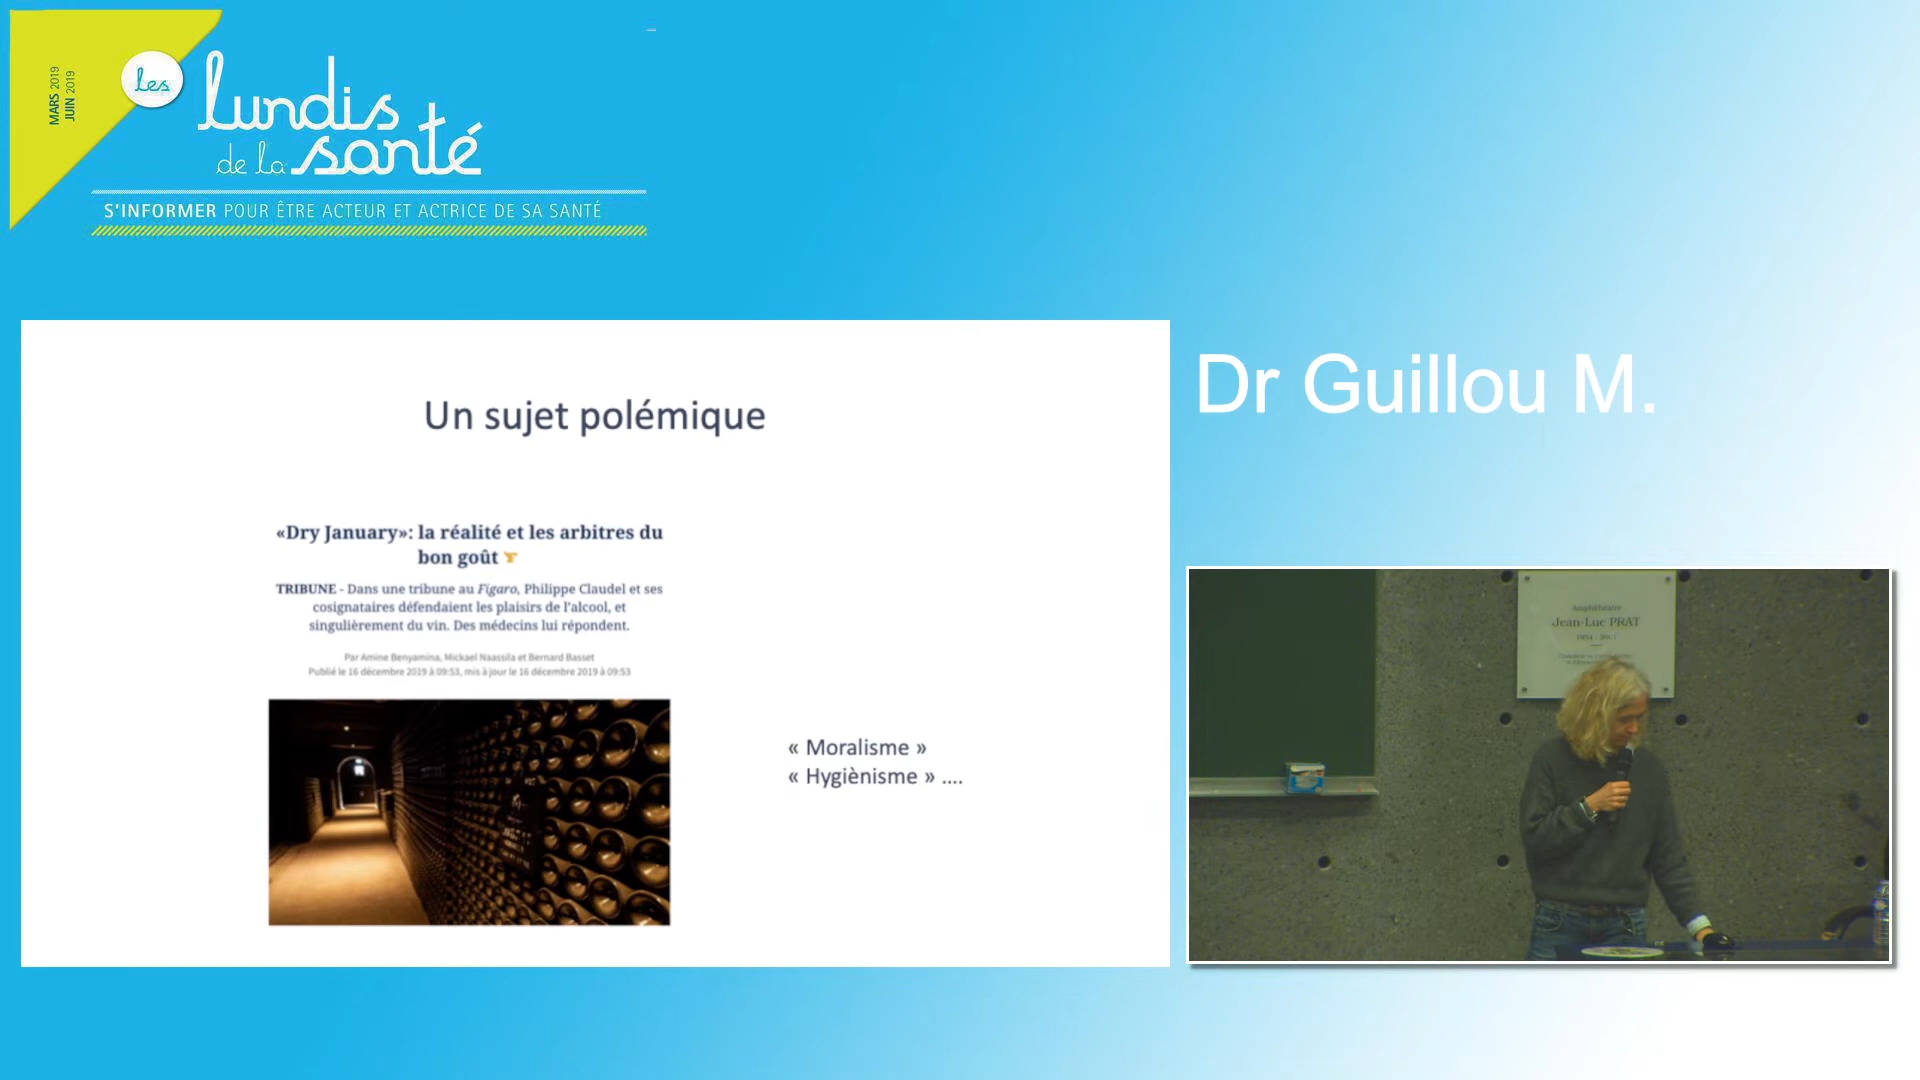 MARS 2019
JUIN 2019
les
lundis
de la santé
S'INFORMER POUR ÊTRE ACTEUR ET ACTRICE DE SA SANTÉ
Un sujet polémique
«Dry January»: la réalité et les arbitres du
bon goût
TRIBUNE - Dans une tribune au Figaro, Philippe Claudel et ses
cosignataires défendaient les plaisirs de l'alcool, et
singulièrement du vin. Des médecins lui répondent.
Par Amine Benyamina, Mickael Naassila et Bernard Basset
Publié le 16 décembre 2019 à 09:53, mis à jour le 16 décembre 2019 à 09:53
« Moralisme »
« Hygiènisme » ....
Dr Guillou M.
Amphithéatre
Jean-Luc PRAT